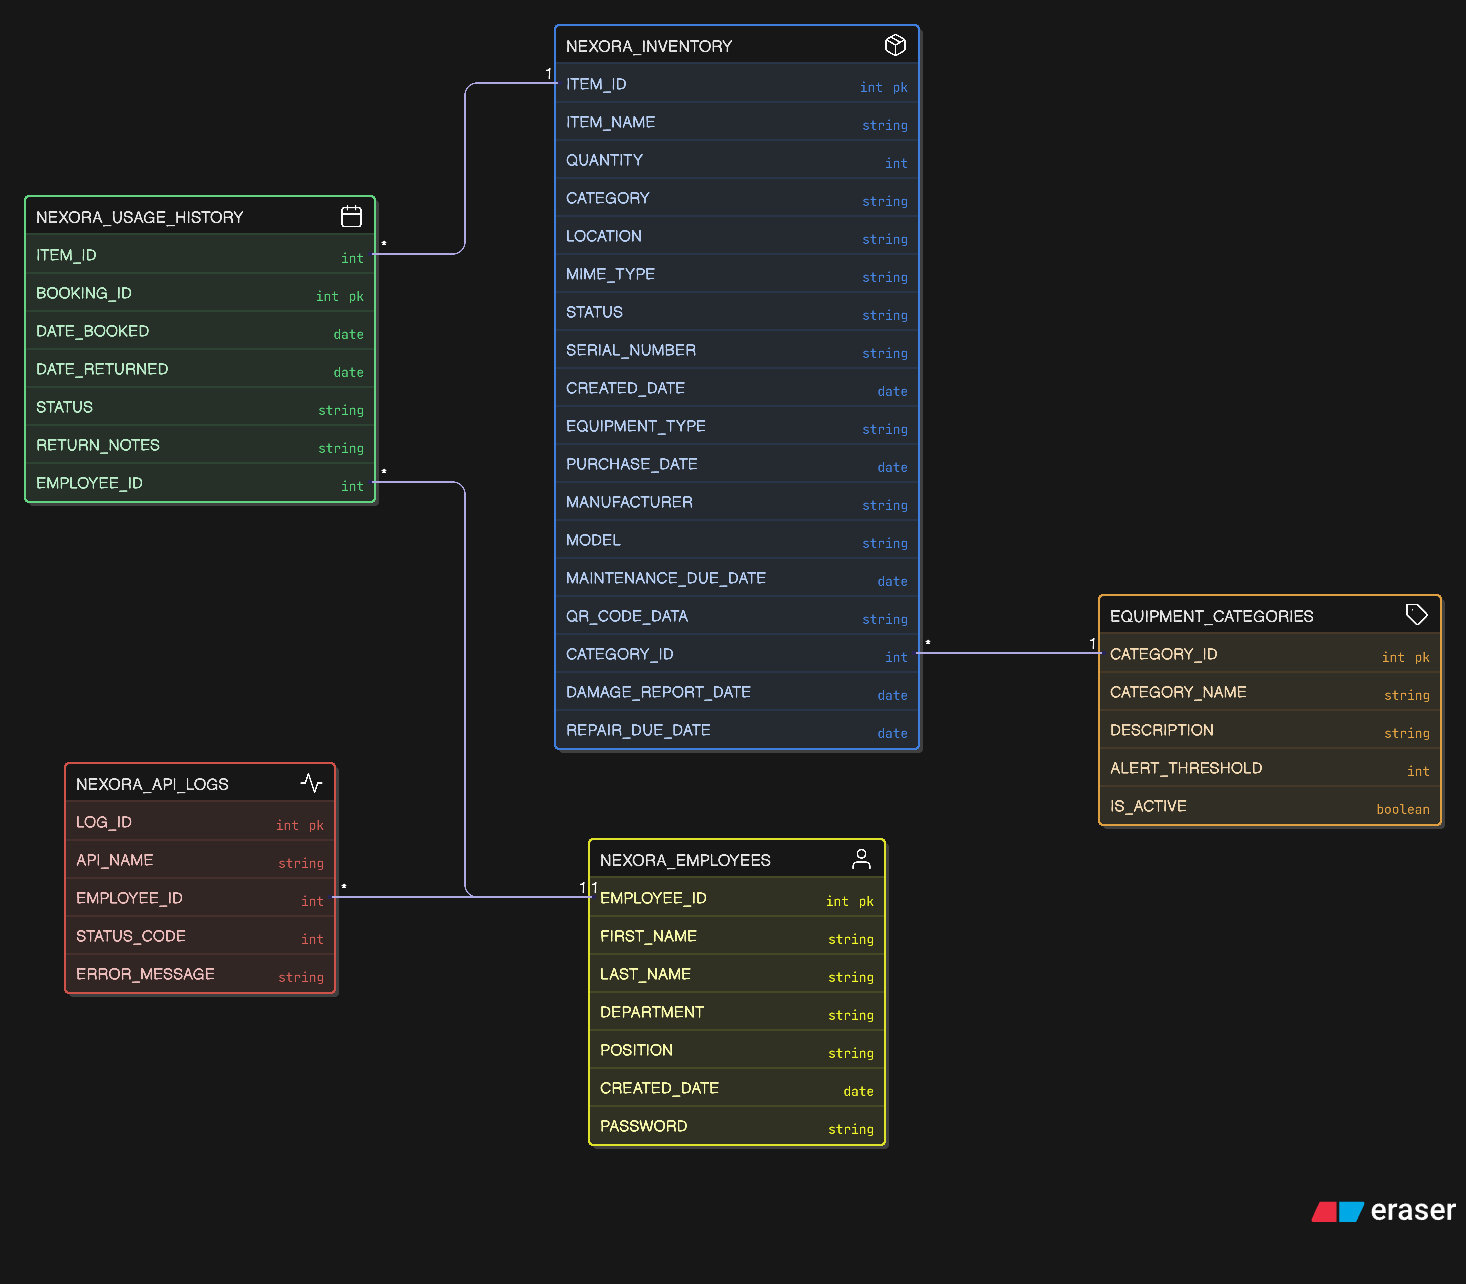 NEXORA_INVENTORY
1
ITEM_ID int pk
ITEM_NAME string
QUANTITY int
CATEGORY string
LOCATION string
MIME_TYPE string
STATUS string
SERIAL_NUMBER string
CREATED_DATE date
EQUIPMENT_TYPE string
PURCHASE_DATE date
MANUFACTURER string
MODEL string
MAINTENANCE_DUE_DATE date
QR_CODE_DATA string
CATEGORY_ID int
*
DAMAGE_REPORT_DATE date
REPAIR_DUE_DATE date
NEXORA_USAGE_HISTORY
ITEM_ID int
*
BOOKING_ID int pk
DATE_BOOKED date
DATE_RETURNED date
STATUS string
RETURN_NOTES string
EMPLOYEE_ID int
*
EQUIPMENT_CATEGORIES
1
CATEGORY_ID int pk
CATEGORY_NAME string
DESCRIPTION string
ALERT_THRESHOLD int
IS_ACTIVE boolean
NEXORA_API_LOGS
LOG_ID int pk
API_NAME string
EMPLOYEE_ID int
*
STATUS_CODE int
ERROR_MESSAGE string
NEXORA_EMPLOYEES
1 1
EMPLOYEE_ID int pk
FIRST_NAME string
LAST_NAME string
DEPARTMENT string
POSITION string
CREATED_DATE date
PASSWORD string
eraser